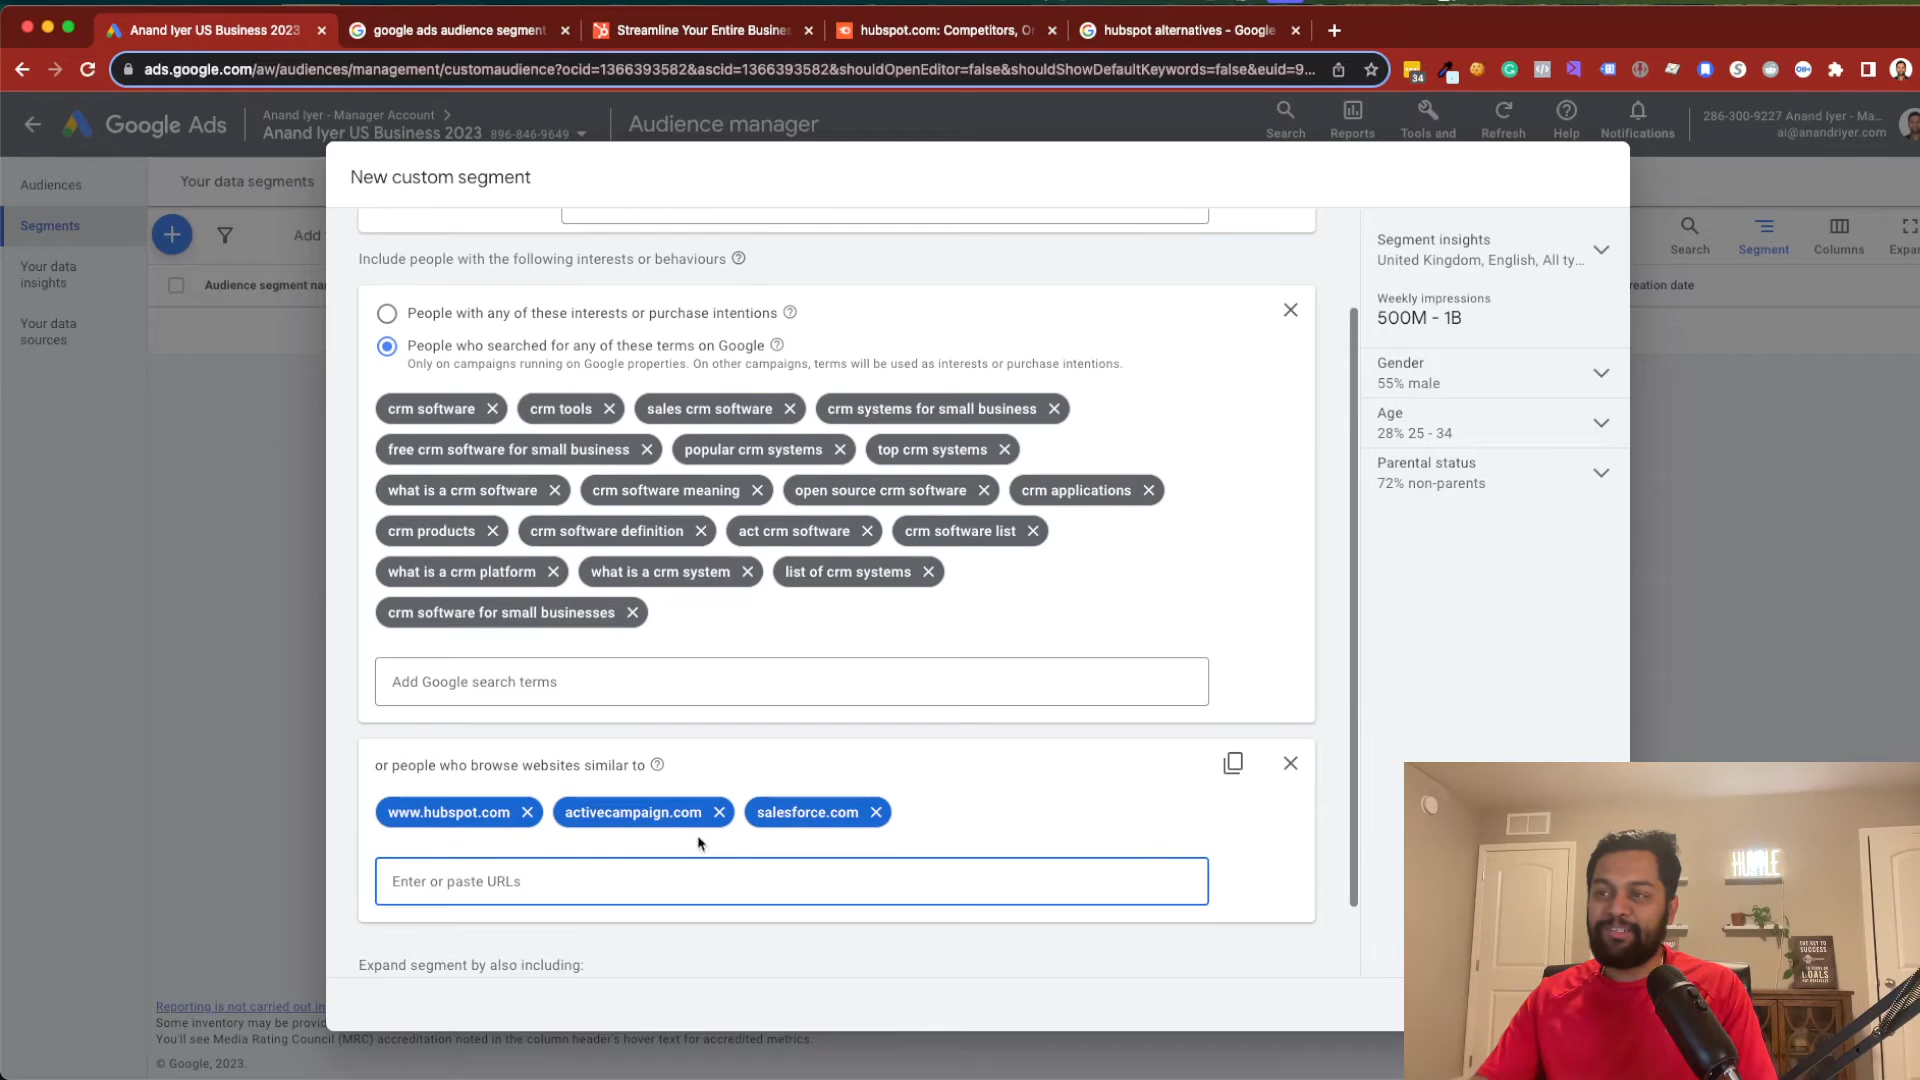 Anand Iyer US Business 2023
google ads audience segment
Streamline Your Entire Busine
hubspot.com: Competitors, Or
hubspot alternatives - Google
ads.google.com/aw/audiences/management/customaudience?ocid=1366393582&ascid=1366393582&shouldOpenEditor=false&shouldShowDefaultKeywords=false&euid=9...
34
Google Ads
Anand Iyer - Manager Account
Anand Iyer US Business 2023 896-846-9649
Audience manager
Search
Reports
Tools and
Refresh
Help
Notifications
286-300-9227 Anand Iyer - Ma...
ai@anandriyer.com
Audiences
Segments
Your data insights
Your data sources
Your data segments
Add
Audience segment na
Search
Segment
Columns
Expan
reation date
New custom segment
Include people with the following interests or behaviours
People with any of these interests or purchase intentions
People who searched for any of these terms on Google
Only on campaigns running on Google properties. On other campaigns, terms will be used as interests or purchase intentions.
crm software
crm tools
sales crm software
crm systems for small business
free crm software for small business
popular crm systems
top crm systems
what is a crm software
crm software meaning
open source crm software
crm applications
crm products
crm software definition
act crm software
crm software list
what is a crm platform
what is a crm system
list of crm systems
crm software for small businesses
Add Google search terms
or people who browse websites similar to
www.hubspot.com
activecampaign.com
salesforce.com
Enter or paste URLs
Expand segment by also including:
Segment insights
United Kingdom, English, All ty...
Weekly impressions
500M - 1B
Gender
55% male
Age
28% 25 - 34
Parental status
72% non-parents
Reporting is not carried out in
Some inventory may be provid
You'll see Media Rating Council (MRC) accreditation noted in the column header's hover text for accredited metrics.
© Google, 2023.
HUSTLE
THE KEY TO
SUCCESS
GOALS